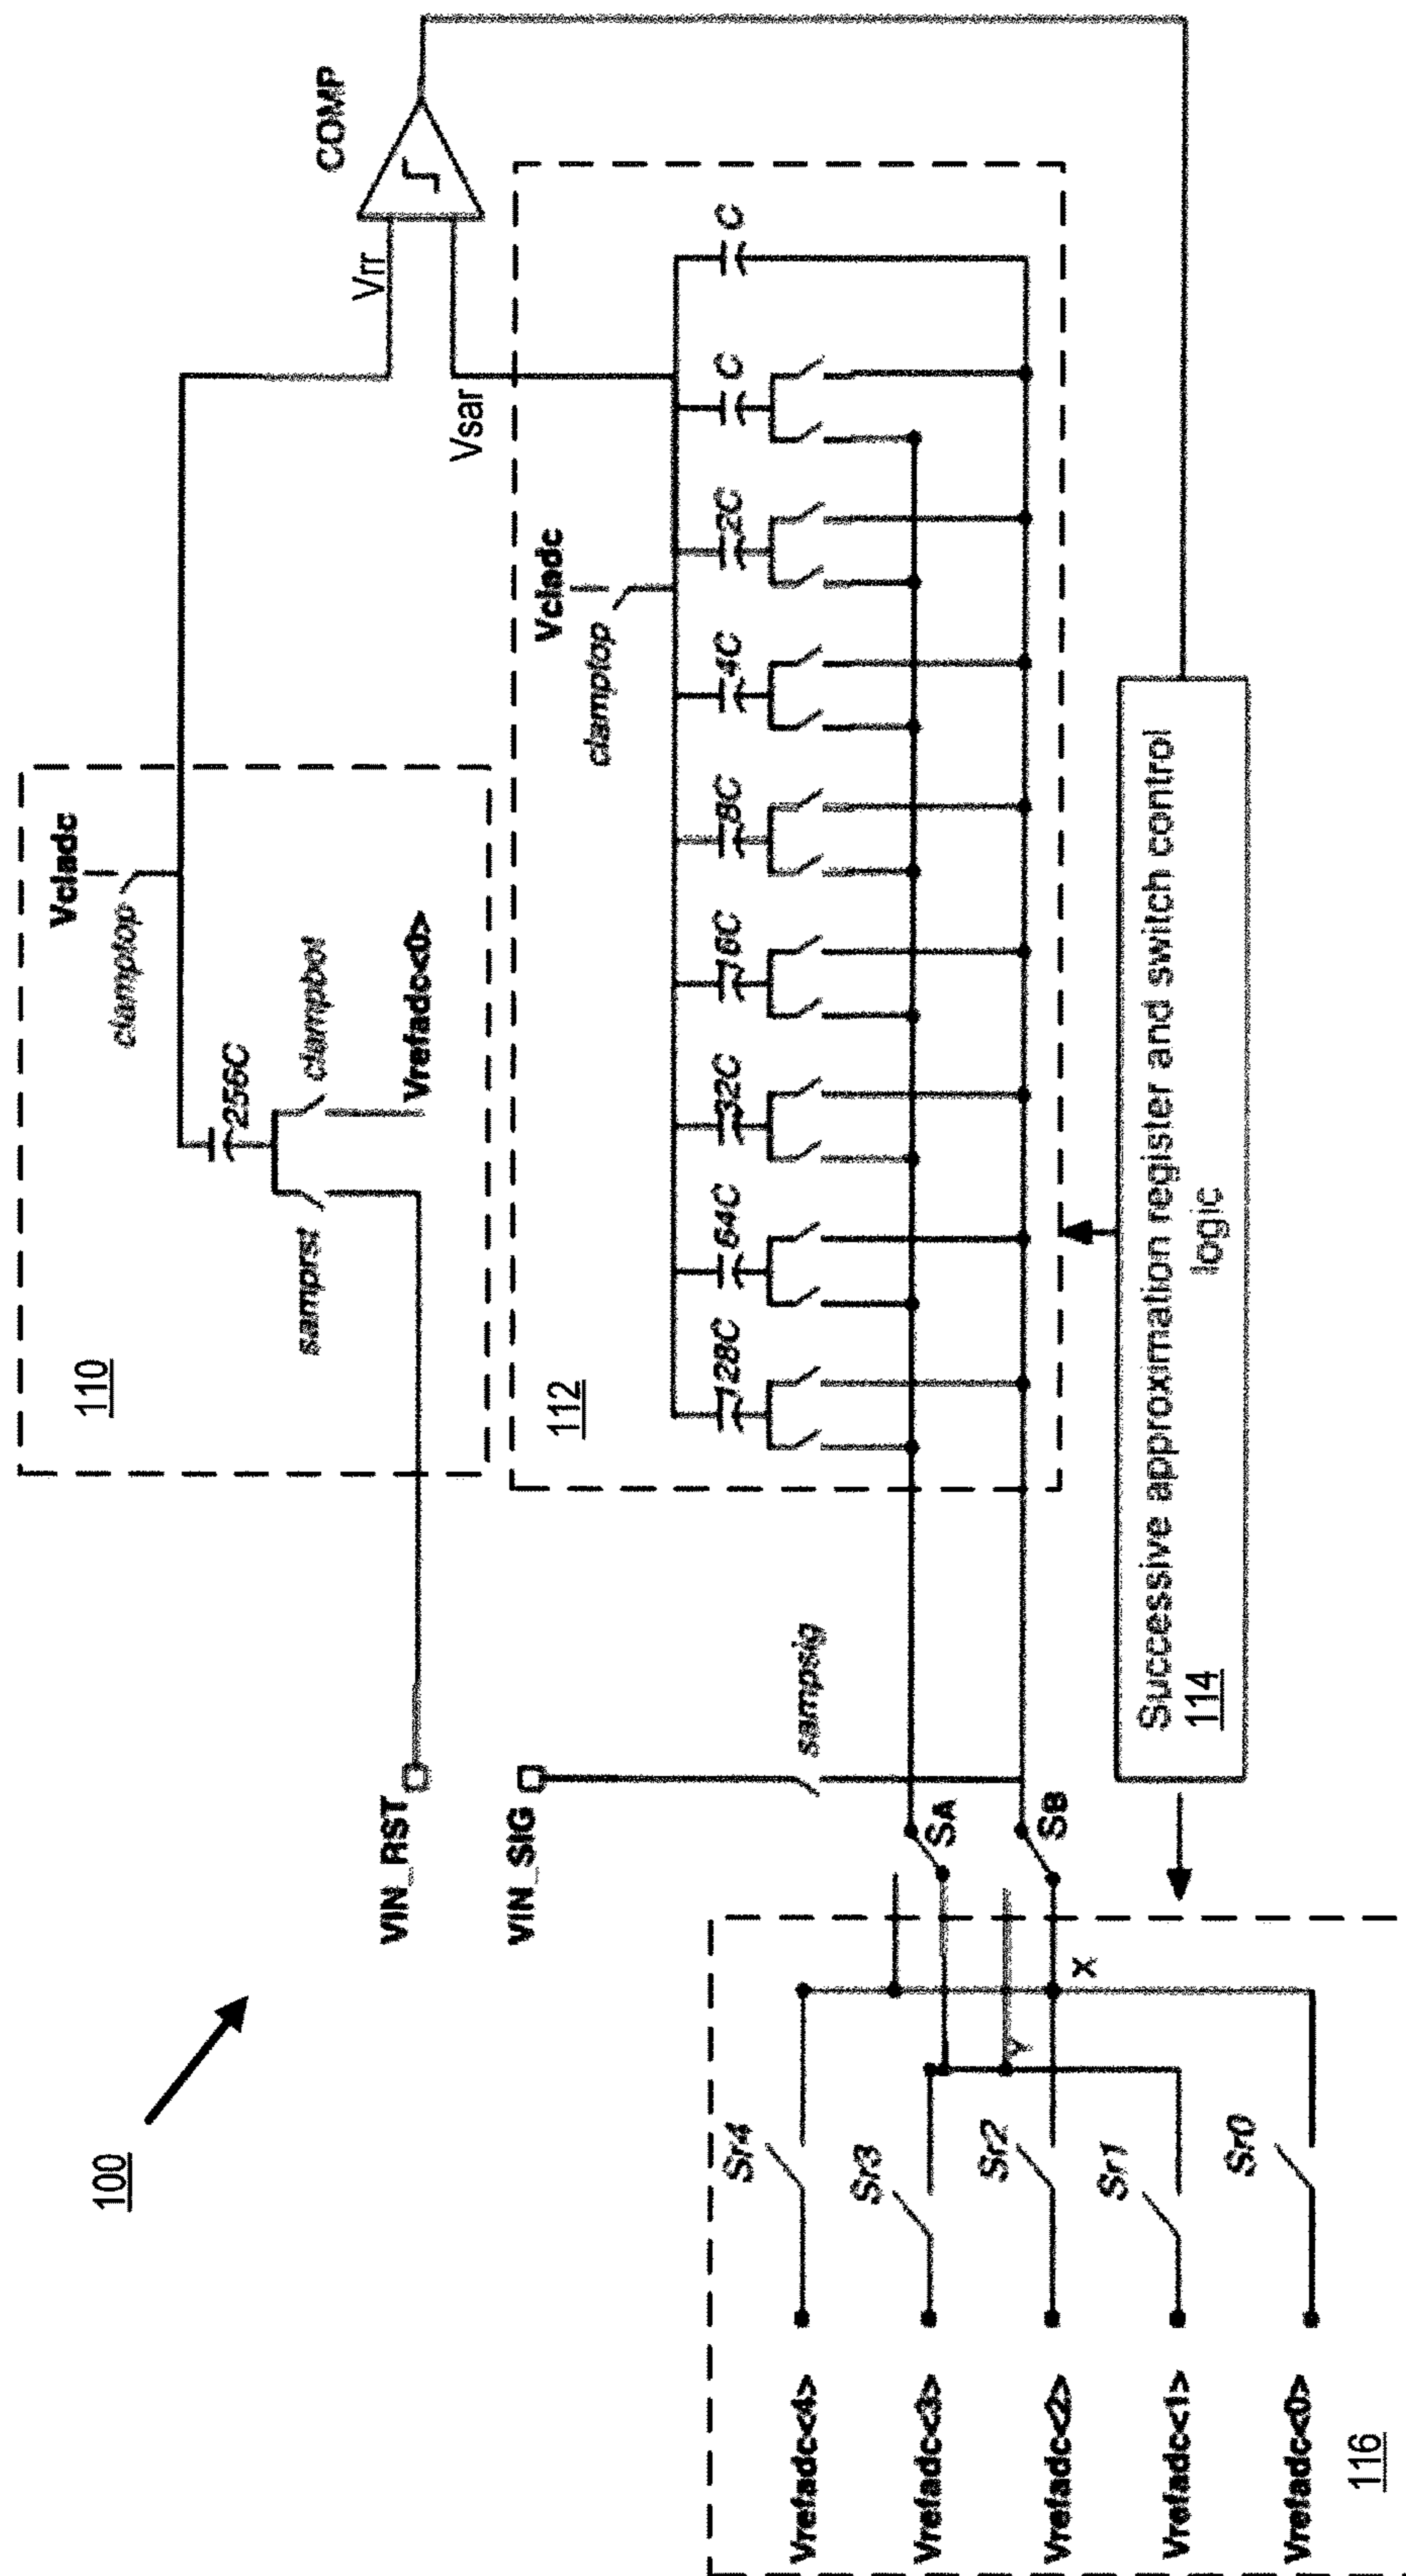 100
110
Vcladc
clamptop
256C
samprst
clampbot
Vrefadc<0>
COMP
Vrr
Vsar
VIN_RST
VIN_SIG
sampsig
112
Vcladc
clamptop
128C
64C
32C
16C
8C
4C
2C
C
C
SA
SB
X
Y
Sr4
Sr3
Sr2
Sr1
Sr0
Vrefadc<4>
Vrefadc<3>
Vrefadc<2>
Vrefadc<1>
Vrefadc<0>
116
Successive approximation register and switch control
114
logic